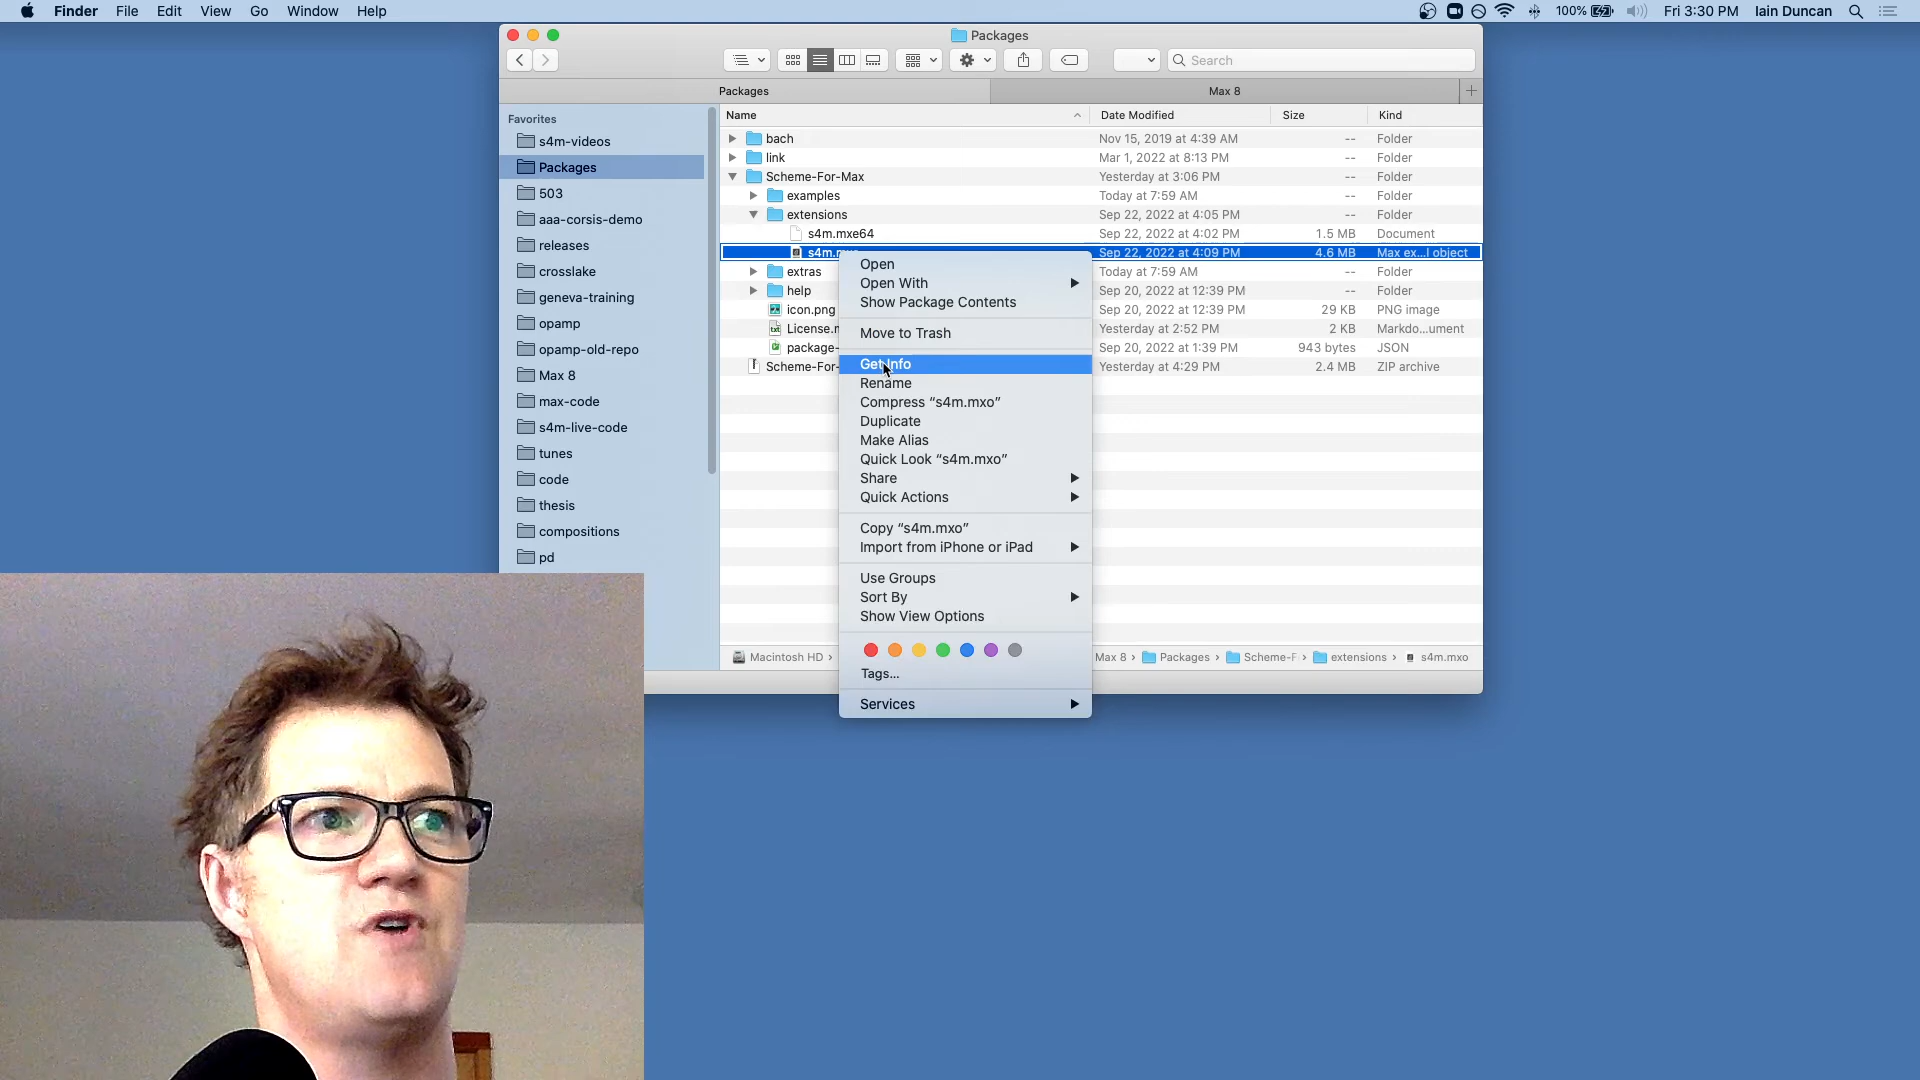 Finder File Edit View Go Window Help 100% Fri 3:30 PM Iain Duncan
Packages
Search
Packages Max 8
Favorites
s4m-videos
Packages
503
aaa-corsis-demo
releases
crosslake
geneva-training
opamp
opamp-old-repo
Max 8
max-code
s4m-live-code
tunes
code
thesis
compositions
pd
Name Date Modified Size Kind
bach Nov 15, 2019 at 4:39 AM -- Folder
link Mar 1, 2022 at 8:13 PM -- Folder
Scheme-For-Max Yesterday at 3:06 PM -- Folder
examples Today at 7:59 AM -- Folder
extensions Sep 22, 2022 at 4:05 PM -- Folder
s4m.mxe64 Sep 22, 2022 at 4:02 PM 1.5 MB Document
Sep 22, 2022 at 4:09 PM 4.6 MB Max ex...l object
extras Today at 7:59 AM -- Folder
help Sep 20, 2022 at 12:39 PM -- Folder
icon.png Sep 20, 2022 at 12:39 PM 29 KB PNG image
License.m Yesterday at 2:52 PM 2 KB Markdo...ument
package- Sep 20, 2022 at 1:39 PM 943 bytes JSON
Scheme-For- Yesterday at 4:29 PM 2.4 MB ZIP archive
Open
Open With
Show Package Contents
Move to Trash
Get Info
Rename
Compress “s4m.mxo”
Duplicate
Make Alias
Quick Look “s4m.mxo”
Share
Quick Actions
Copy “s4m.mxo”
Import from iPhone or iPad
Use Groups
Sort By
Show View Options
Tags...
Services
Macintosh HD › Max 8 › Packages › Scheme-F › extensions › s4m.mxo